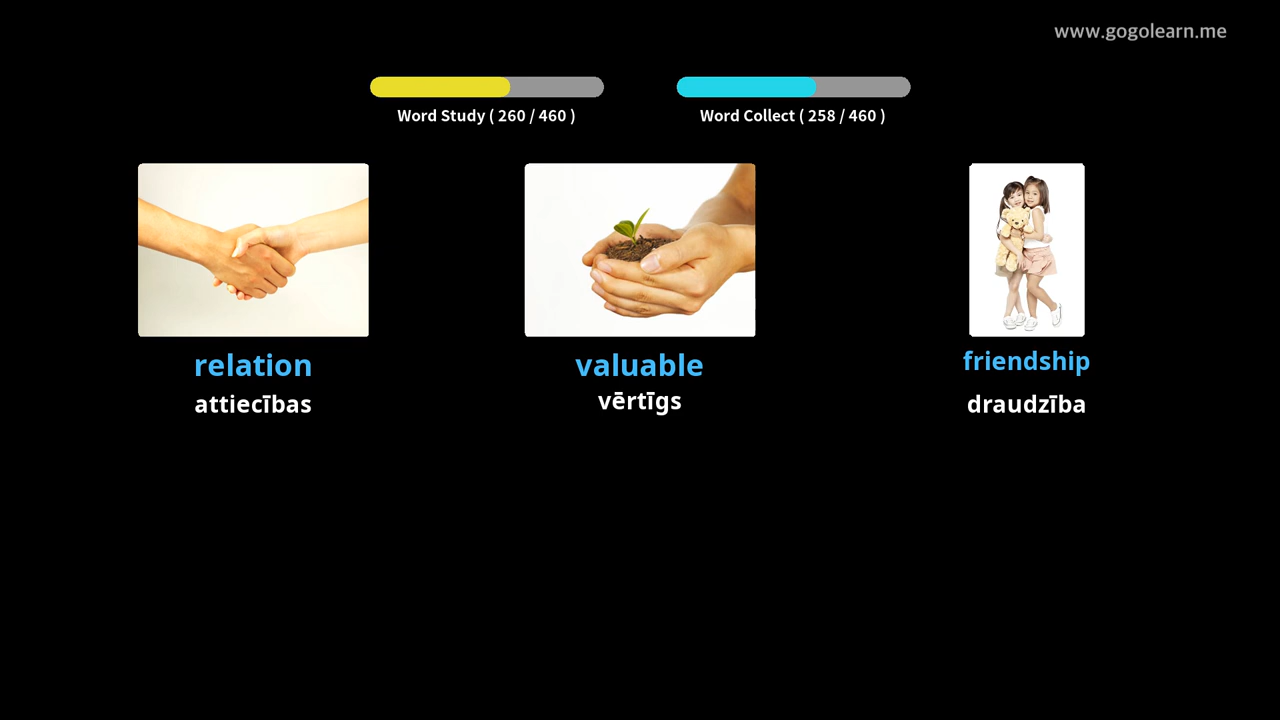 www.gogolearn.me
Word Study ( 260 / 460 )
Word Collect ( 258 / 460 )
relation
attiecības
valuable
vērtīgs
friendship
draudzība